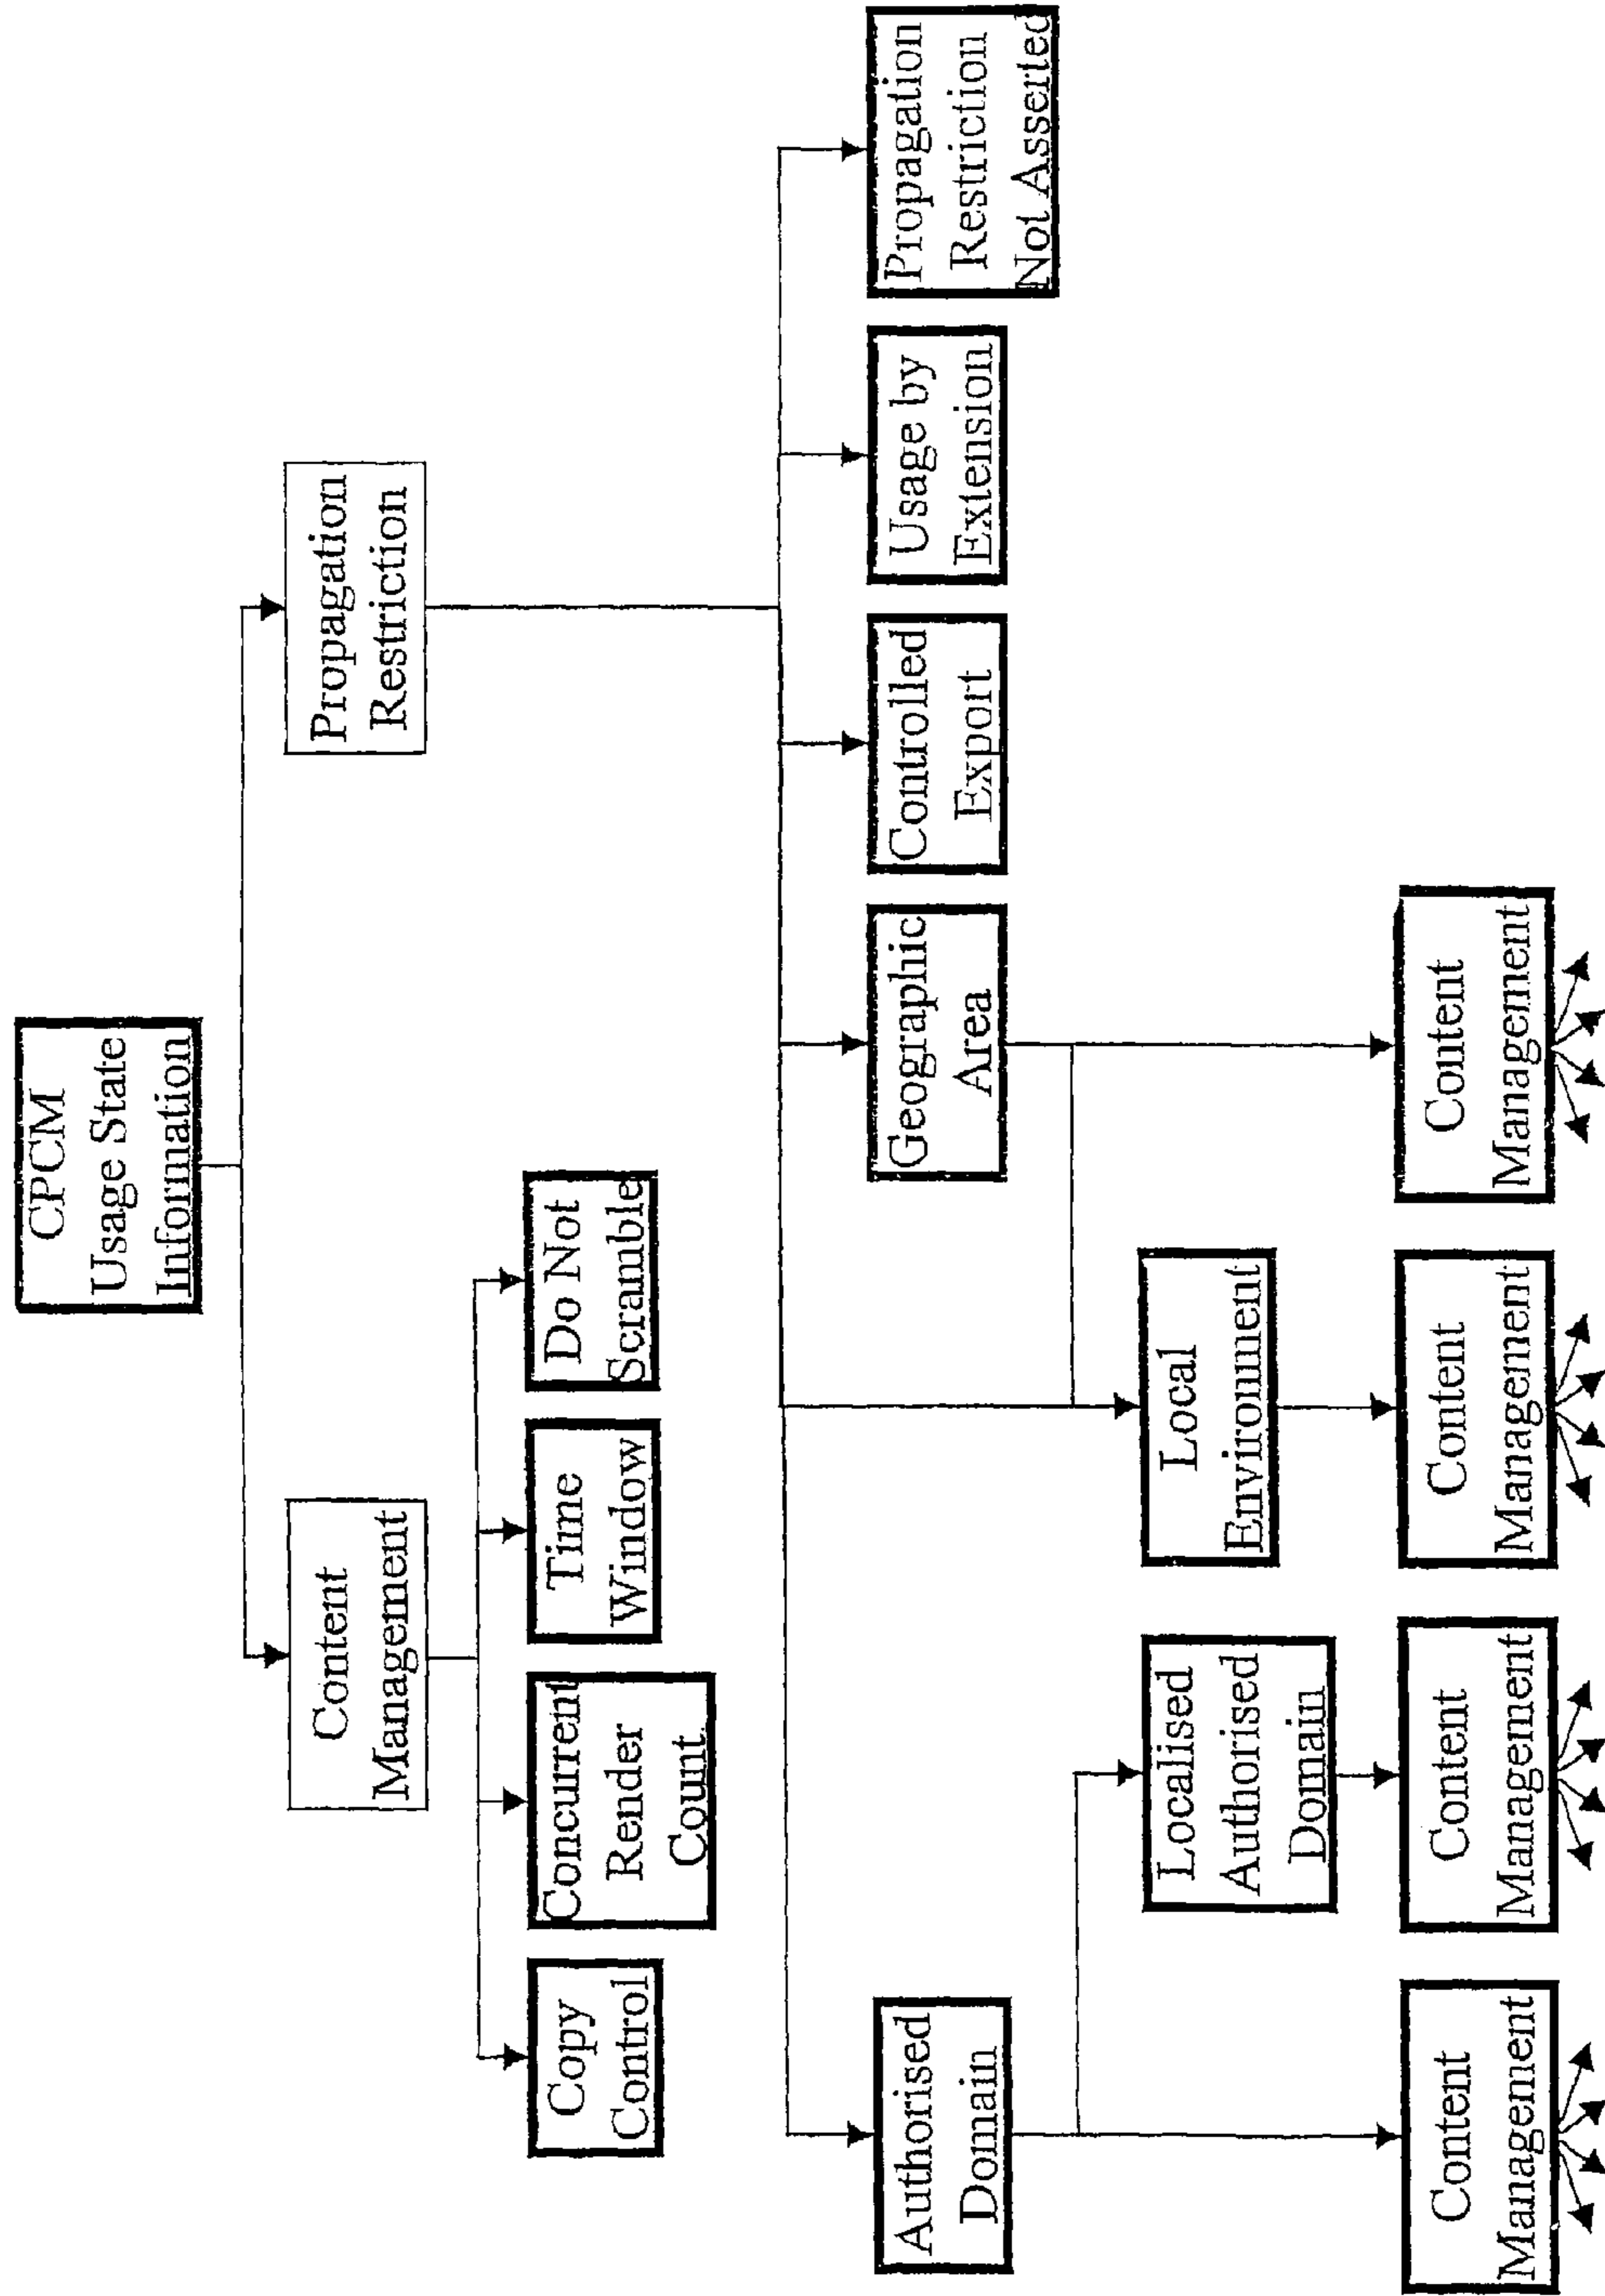 CPCM
Usage State
Information
Content
Management
Propagation
Restriction
Copy
Control
Concurrent
Render
Count
Time
Window
Do Not
Scramble
Authorised
Domain
Geographic
Area
Controlled
Export
Usage by
Extension
Propagation
Restriction
Not Asserted
Localised
Authorised
Domain
Local
Environment
Content
Management
Content
Management
Content
Management
Content
Management